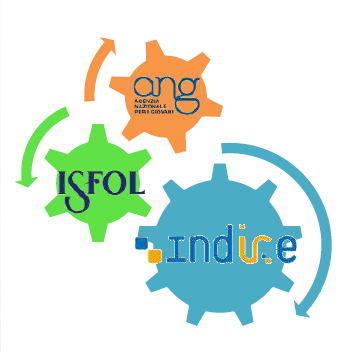 ang
AGENZIA
NAZIONALE
PER I GIOVANI
ISFOL
indire